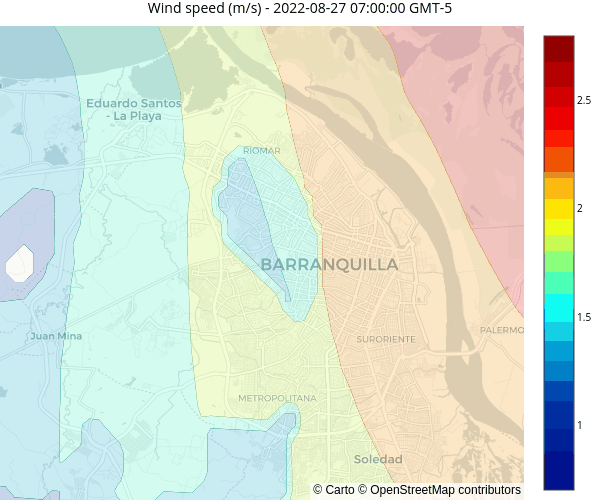 Wind speed (m/s) - 2022-08-27 07:00:00 GMT-5
Eduardo Santos
- La Playa
RIOMAR
BARRANQUILLA
Juan Mina
SURORIENTE
PALERMO
METROPOLITANA
Soledad
© Carto © OpenStreetMap contributors
2.5
2
1.5
1